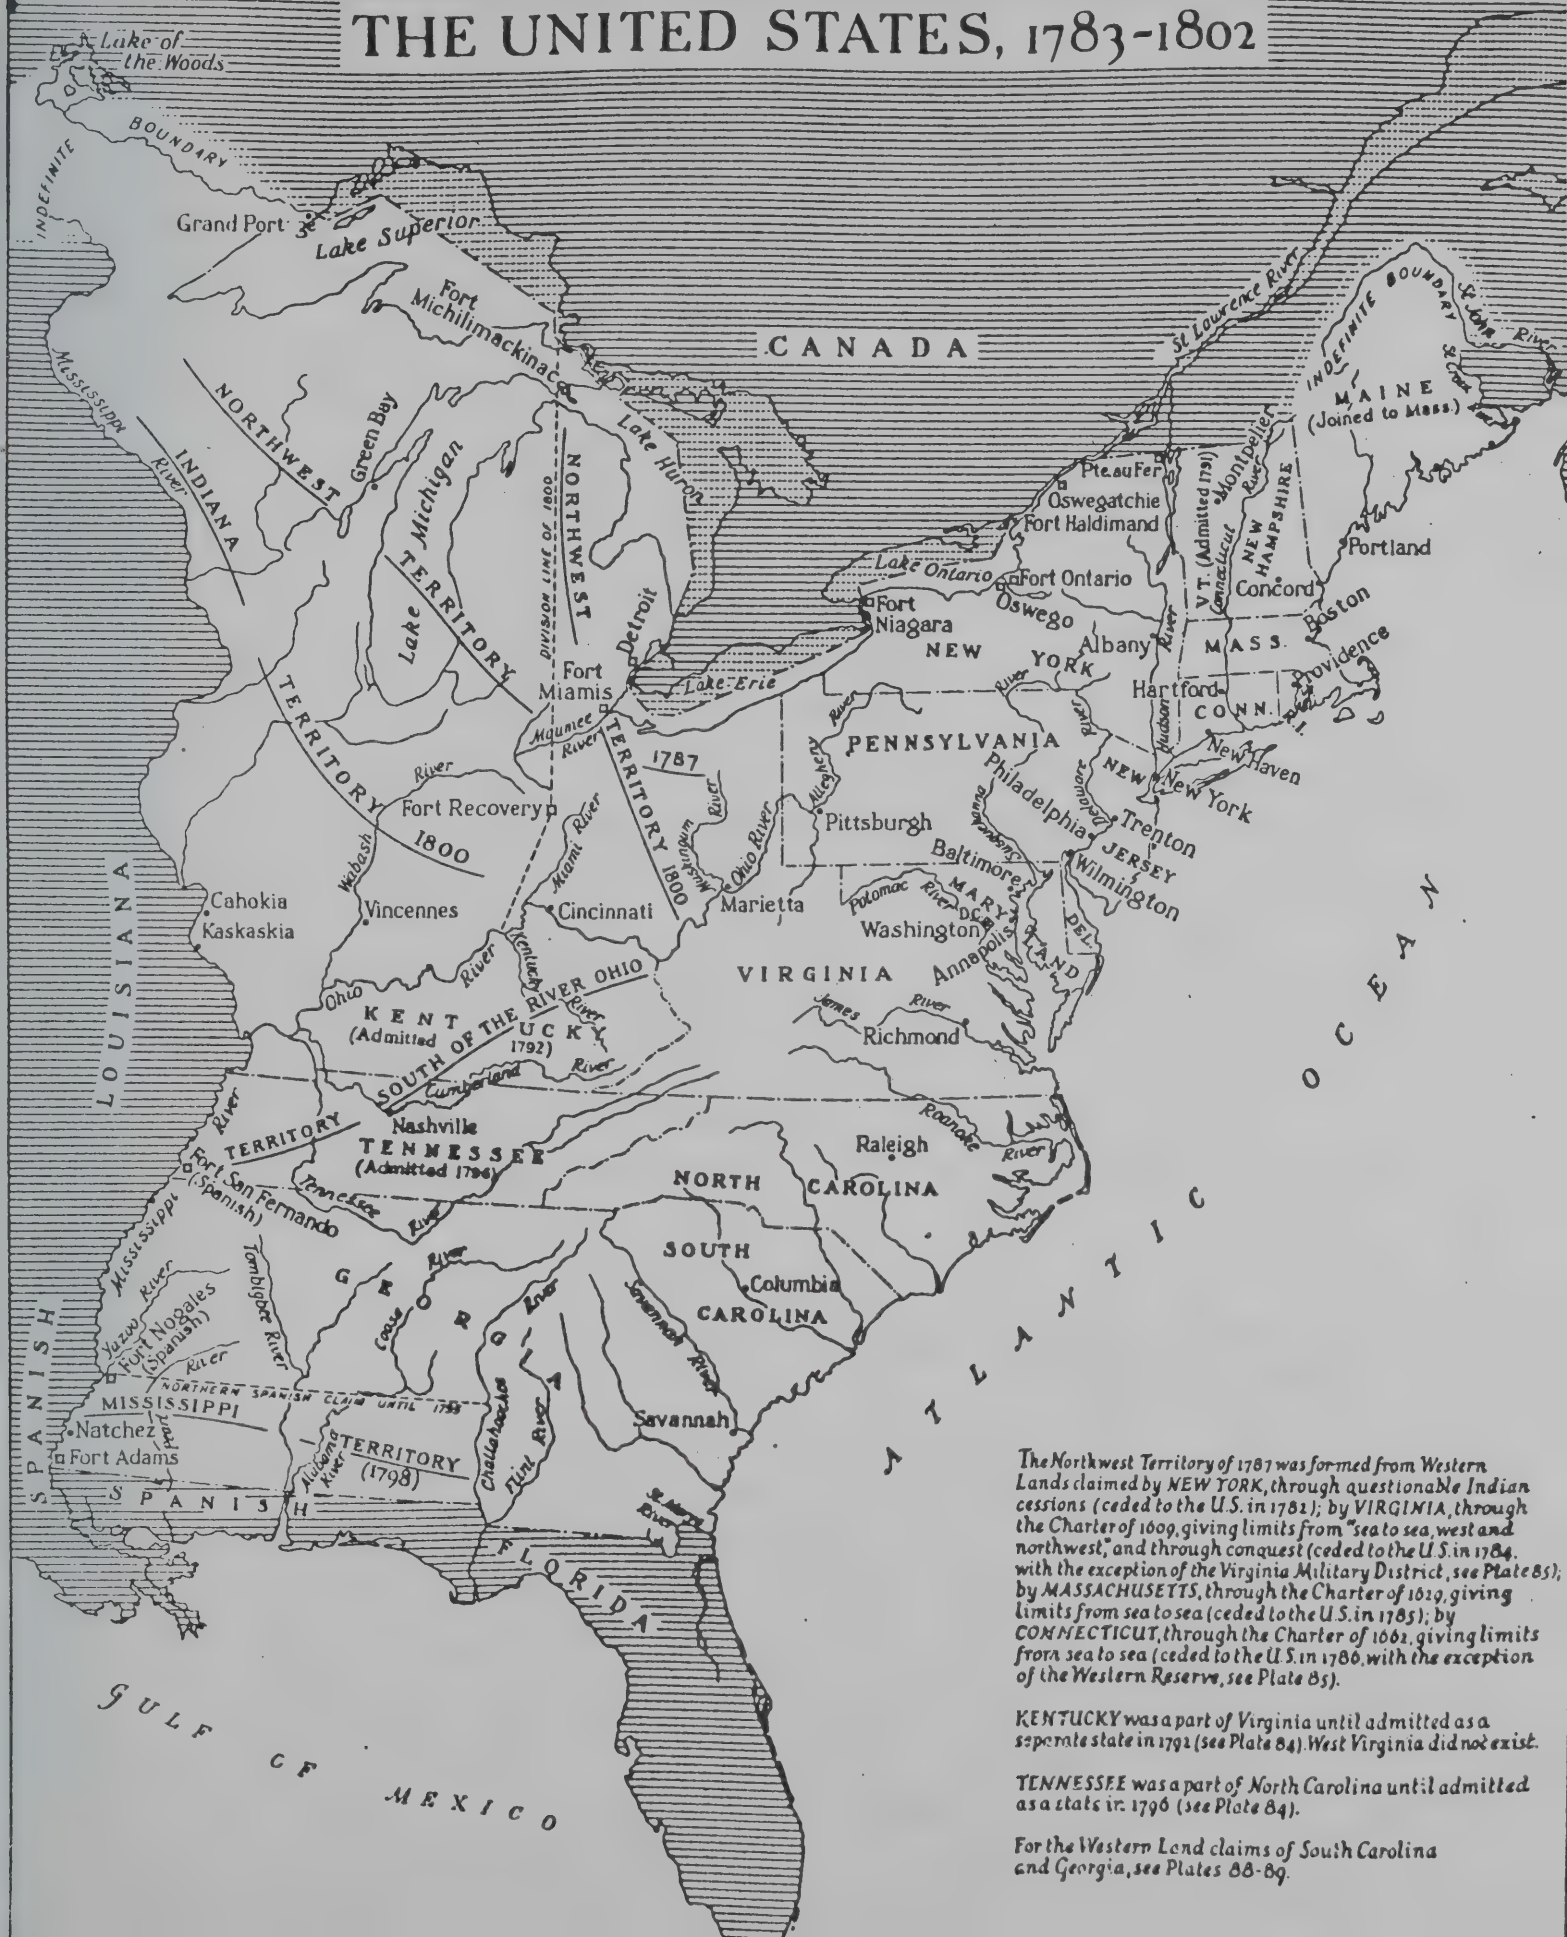 THE UNITED STATES, 1783-1802
Lake of
the Woods
BOUNDARY
INDEFINITE
Grand Port
Lake Superior
Fort
Michilimackinac
CANADA
St Lawrence River
INDEFINITE BOUNDARY
St John River
St Croix
MAINE
(Joined to Mass.)
Mississippi
River
NORTHWEST
INDIANA
Green Bay
Lake Michigan
TERRITORY
DIVISION LINE OF 1800
NORTHWEST
Lake Huron
Detroit
Pte au Fer
Oswegatchie
Fort Haldimand
Montpelier
VT. (Admitted 1791)
Connecticut
River
NEW
HAMPSHIRE
Portland
Concord
Lake Ontario
Fort Ontario
Oswego
Fort
Niagara
NEW
YORK
Albany
River
Boston
MASS.
Providence
Hartford
CONN.
R.I.
Hudson
New Haven
TERRITORY
1800
Fort
Miamis
Lake Erie
Maumee
River
TERRITORY 1800
1787
River
Allegheny
River
River
PENNSYLVANIA
Delaware
River
Philadelphia
NEW
JERSEY
New York
Trenton
River
Fort Recovery
Wabash
Miami River
Muskingum
River
Ohio River
Pittsburgh
Susquehanna
Baltimore
Wilmington
Cahokia
Kaskaskia
Vincennes
Cincinnati
Marietta
Potomac
River
MARYLAND
D.C.
DEL.
Washington
Annapolis
LOUISIANA
Ohio
River
Kentucky
River
VIRGINIA
KENTUCKY
(Admitted 1792)
SOUTH OF THE RIVER OHIO
James
River
Richmond
Cumberland
River
River
TERRITORY
Nashville
TENNESSEE
(Admitted 1796)
Roanoke
River
Raleigh
Fort San Fernando
(Spanish)
Tennessee
River
NORTH
CAROLINA
Mississippi
River
Yazoo
Fort Nogales
(Spanish)
River
Tombigbee River
GEORGIA
River
Coosa
River
SOUTH
CAROLINA
Columbia
Savannah
River
OCEAN
ATLANTIC
SPANISH
NORTHERN SPANISH CLAIM UNTIL 1795
MISSISSIPPI
Natchez
Fort Adams
Alabama
River
TERRITORY
(1798)
Chattahoochee
Flint River
Savannah
SPANISH
St. Marys
River
FLORIDA
GULF OF MEXICO
The Northwest Territory of 1787 was formed from Western
Lands claimed by NEW YORK, through questionable Indian
cessions (ceded to the U.S. in 1782); by VIRGINIA, through
the Charter of 1609, giving limits from "sea to sea, west and
northwest," and through conquest (ceded to the U.S. in 1784,
with the exception of the Virginia Military District, see Plate 85);
by MASSACHUSETTS, through the Charter of 1629, giving
limits from sea to sea (ceded to the U.S. in 1785); by
CONNECTICUT, through the Charter of 1662, giving limits
from sea to sea (ceded to the U.S. in 1786, with the exception
of the Western Reserve, see Plate 85).
KENTUCKY was a part of Virginia until admitted as a
seperate state in 1792 (see Plate 84). West Virginia did not exist.
TENNESSEE was a part of North Carolina until admitted
as a state in 1796 (see Plate 84).
For the Western Land claims of South Carolina
and Georgia, see Plates 88-89.